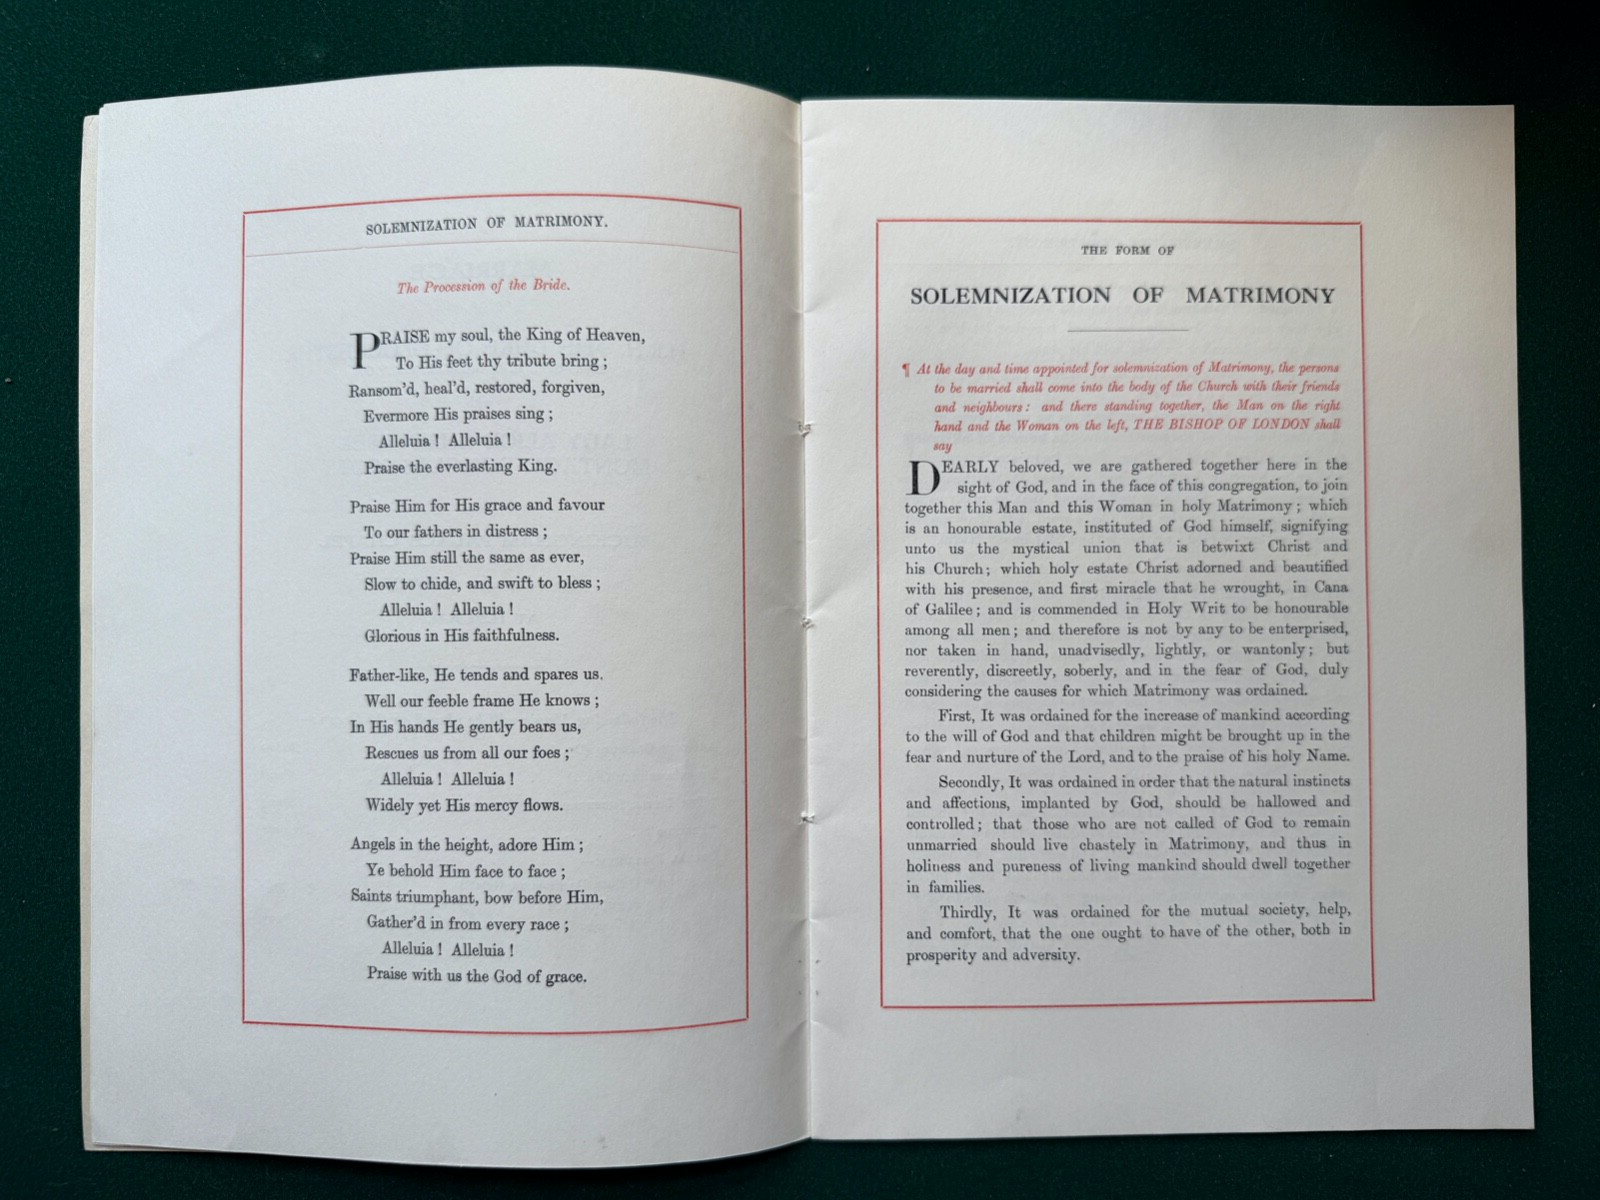 SOLEMNIZATION OF MATRIMONY.
The Procession of the Bride.
PRAISE my soul, the King of Heaven,
To His feet thy tribute bring ;
Ransom'd, heal'd, restored, forgiven,
Evermore His praises sing ;
Alleluia ! Alleluia !
Praise the everlasting King.
Praise Him for His grace and favour
To our fathers in distress ;
Praise Him still the same as ever,
Slow to chide, and swift to bless ;
Alleluia ! Alleluia !
Glorious in His faithfulness.
Father-like, He tends and spares us.
Well our feeble frame He knows ;
In His hands He gently bears us,
Rescues us from all our foes ;
Alleluia ! Alleluia !
Widely yet His mercy flows.
Angels in the height, adore Him ;
Ye behold Him face to face ;
Saints triumphant, bow before Him,
Gather'd in from every race ;
Alleluia ! Alleluia !
Praise with us the God of grace.
THE FORM OF
SOLEMNIZATION OF MATRIMONY
¶ At the day and time appointed for solemnization of Matrimony, the persons
to be married shall come into the body of the Church with their friends
and neighbours : and there standing together, the Man on the right
hand and the Woman on the left, THE BISHOP OF LONDON shall
say
DEARLY beloved, we are gathered together here in the
sight of God, and in the face of this congregation, to join
together this Man and this Woman in holy Matrimony ; which
is an honourable estate, instituted of God himself, signifying
unto us the mystical union that is betwixt Christ and
his Church ; which holy estate Christ adorned and beautified
with his presence, and first miracle that he wrought, in Cana
of Galilee ; and is commended in Holy Writ to be honourable
among all men ; and therefore is not by any to be enterprised,
nor taken in hand, unadvisedly, lightly, or wantonly ; but
reverently, discreetly, soberly, and in the fear of God, duly
considering the causes for which Matrimony was ordained.
First, It was ordained for the increase of mankind according
to the will of God and that children might be brought up in the
fear and nurture of the Lord, and to the praise of his holy Name.
Secondly, It was ordained in order that the natural instincts
and affections, implanted by God, should be hallowed and
controlled ; that those who are not called of God to remain
unmarried should live chastely in Matrimony, and thus in
holiness and pureness of living mankind should dwell together
in families.
Thirdly, It was ordained for the mutual society, help,
and comfort, that the one ought to have of the other, both in
prosperity and adversity.